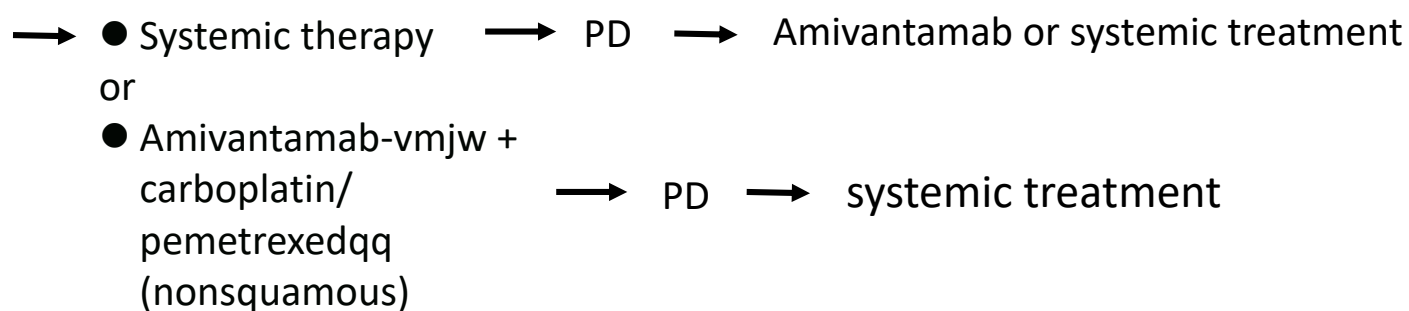 ● Systemic therapy → PD → Amivantamab or systemic treatment
or
● Amivantamab-vmjw +
carboplatin/
→ PD → systemic treatment
pemetrexedqq
(nonsquamous)